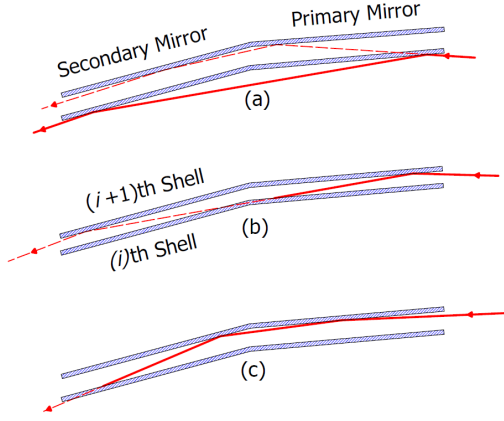 Primary Mirror
Secondary Mirror
(a)
(i+1)th Shell
(b)
(i)th Shell
(c)